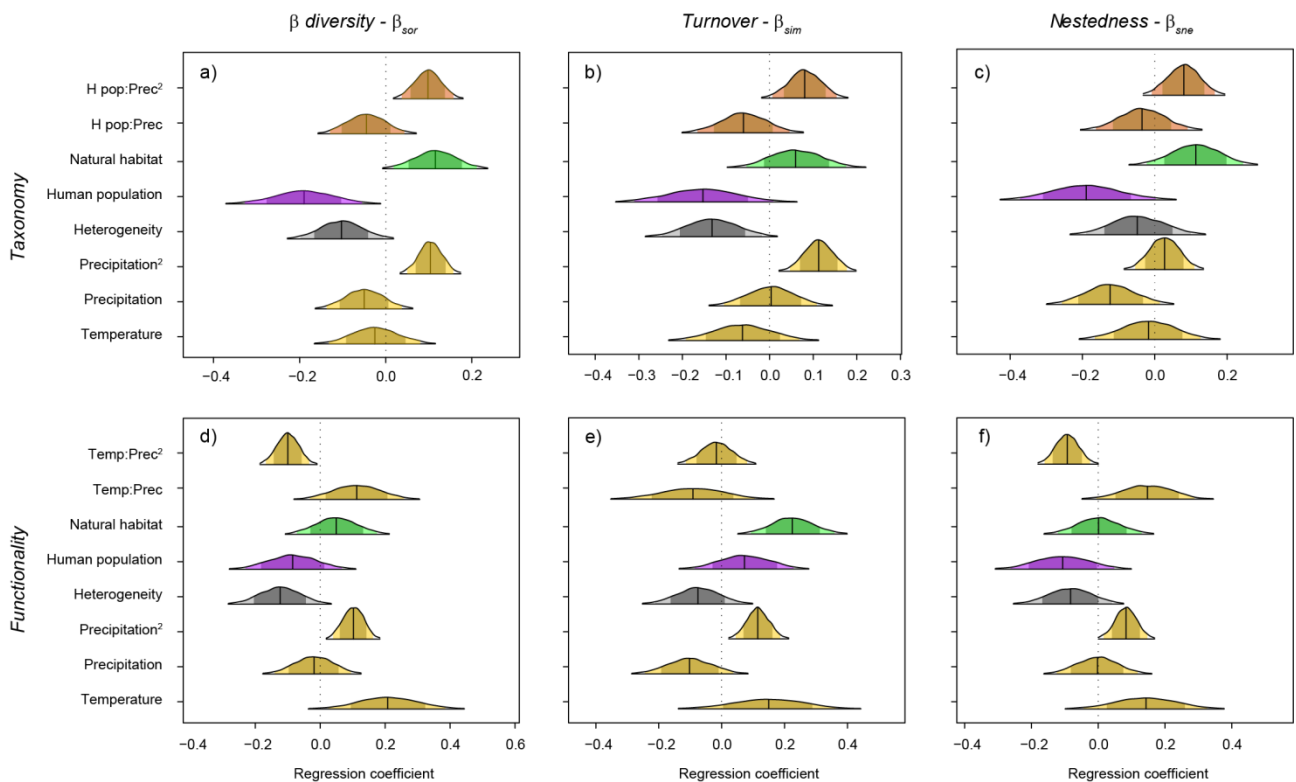 β diversity - βsor
Turnover - βsim
Nestedness - βsne
Taxonomy
a)
b)
c)
H pop:Prec²
H pop:Prec
Natural habitat
Human population
Heterogeneity
Precipitation²
Precipitation
Temperature
−0.4 −0.2 0.0 0.2
−0.4 −0.3 −0.2 −0.1 0.0 0.1 0.2 0.3
−0.4 −0.2 0.0 0.2
Functionality
d)
e)
f)
Temp:Prec²
Temp:Prec
Natural habitat
Human population
Heterogeneity
Precipitation²
Precipitation
Temperature
−0.4 −0.2 0.0 0.2 0.4 0.6
−0.4 −0.2 0.0 0.2 0.4
−0.4 −0.2 0.0 0.2 0.4
Regression coefficient
Regression coefficient
Regression coefficient